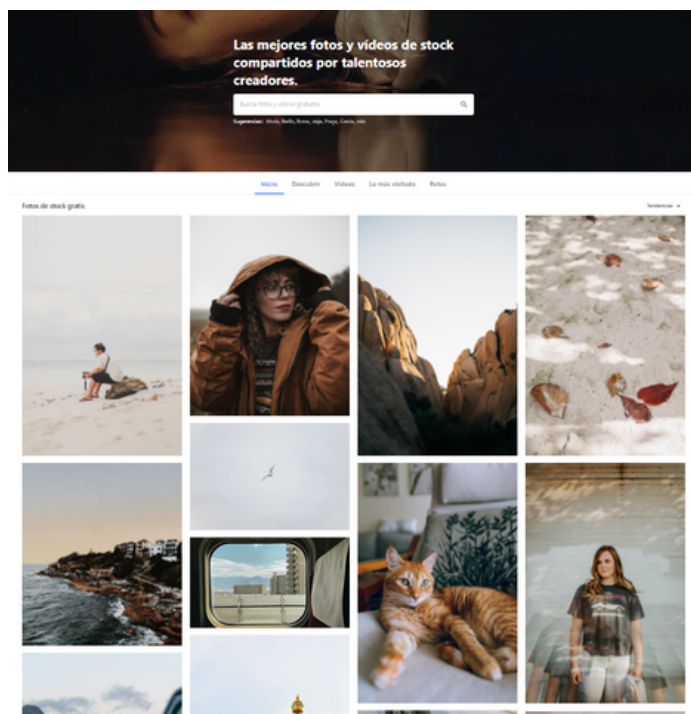 Las mejores fotos y vídeos de stock
compartidos por talentosos
creadores.
Buscar fotos y vídeos gratuitos
Sugerencias:
Inicio Descubrir Vídeos Lo más visitado Retos
Fotos de stock gratis
Tendencias